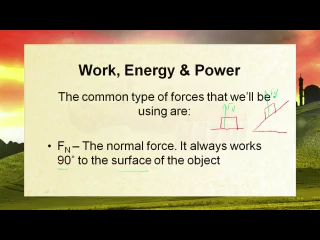 Work, Energy & Power
The common type of forces that we'll be
using are:
• FN – The normal force. It always works
90˚ to the surface of the object